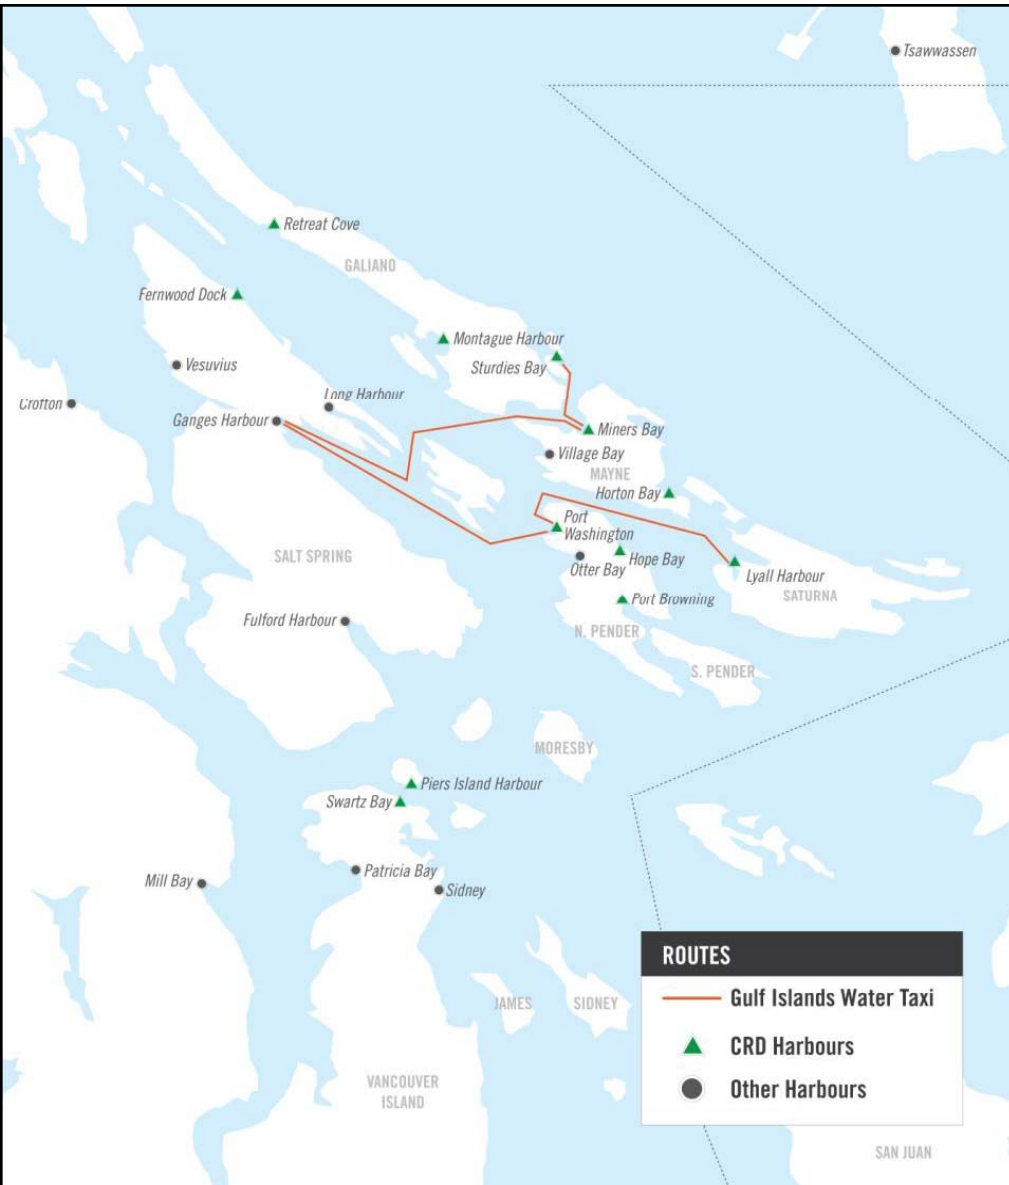 Tsawwassen
Retreat Cove
GALIANO
Fernwood Dock
Montague Harbour
Sturdies Bay
Vesuvius
Long Harbour
Crofton
Ganges Harbour
Miners Bay
Village Bay
MAYNE
Horton Bay
Port
Washington
Hope Bay
Otter Bay
Lyall Harbour
SATURNA
SALT SPRING
Port Browning
Fulford Harbour
N. PENDER
S. PENDER
MORESBY
Piers Island Harbour
Swartz Bay
Patricia Bay
Mill Bay
Sidney
JAMES
SIDNEY
VANCOUVER
ISLAND
ROUTES
Gulf Islands Water Taxi
CRD Harbours
Other Harbours
SAN JUAN